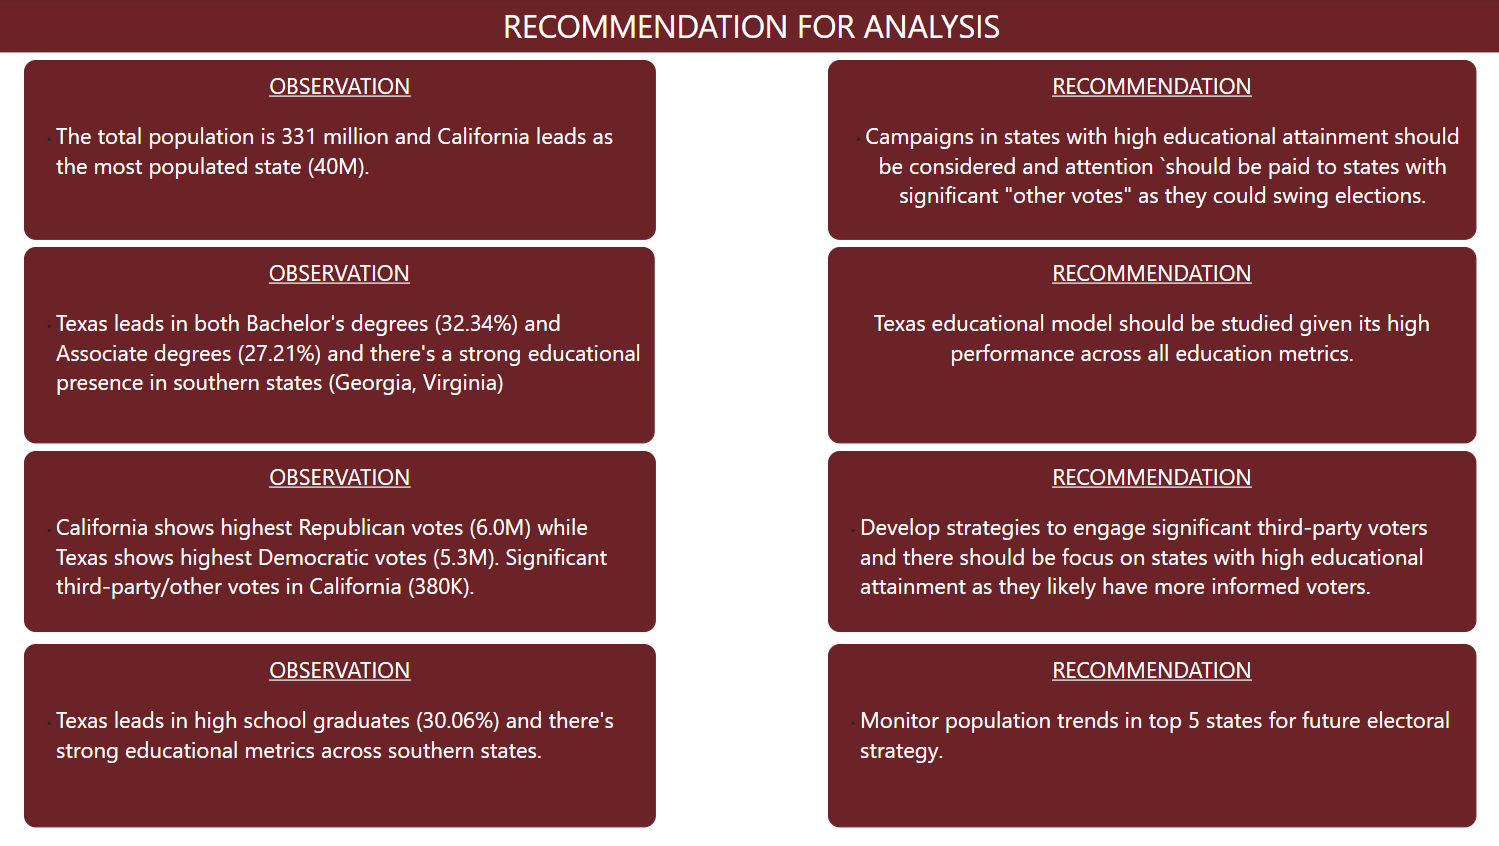 RECOMMENDATION FOR ANALYSIS
OBSERVATION
· The total population is 331 million and California leads as
the most populated state (40M).
RECOMMENDATION
· Campaigns in states with high educational attainment should
be considered and attention `should be paid to states with
significant "other votes" as they could swing elections.
OBSERVATION
· Texas leads in both Bachelor's degrees (32.34%) and
Associate degrees (27.21%) and there's a strong educational
presence in southern states (Georgia, Virginia)
RECOMMENDATION
Texas educational model should be studied given its high
performance across all education metrics.
OBSERVATION
· California shows highest Republican votes (6.0M) while
Texas shows highest Democratic votes (5.3M). Significant
third-party/other votes in California (380K).
RECOMMENDATION
· Develop strategies to engage significant third-party voters
and there should be focus on states with high educational
attainment as they likely have more informed voters.
OBSERVATION
· Texas leads in high school graduates (30.06%) and there's
strong educational metrics across southern states.
RECOMMENDATION
· Monitor population trends in top 5 states for future electoral
strategy.